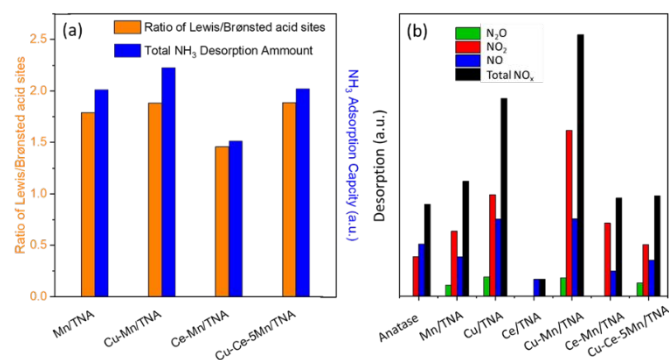 (a)
Ratio of Lewis/Brønsted acid sites
Total NH₃ Desorption Ammount
Ratio of Lewis/Brønsted acid sites
2.5
2.0
1.5
1.0
0.5
0.0
NH₃ Adsorption Capcity (a.u.)
Mn/TNA
Cu-Mn/TNA
Ce-Mn/TNA
Cu-Ce-5Mn/TNA
(b)
N₂O
NO₂
NO
Total NOₓ
Desorption (a.u.)
Anatase
Mn/TNA
Cu/TNA
Ce/TNA
Cu-Mn/TNA
Ce-Mn/TNA
Cu-Ce-5Mn/TNA